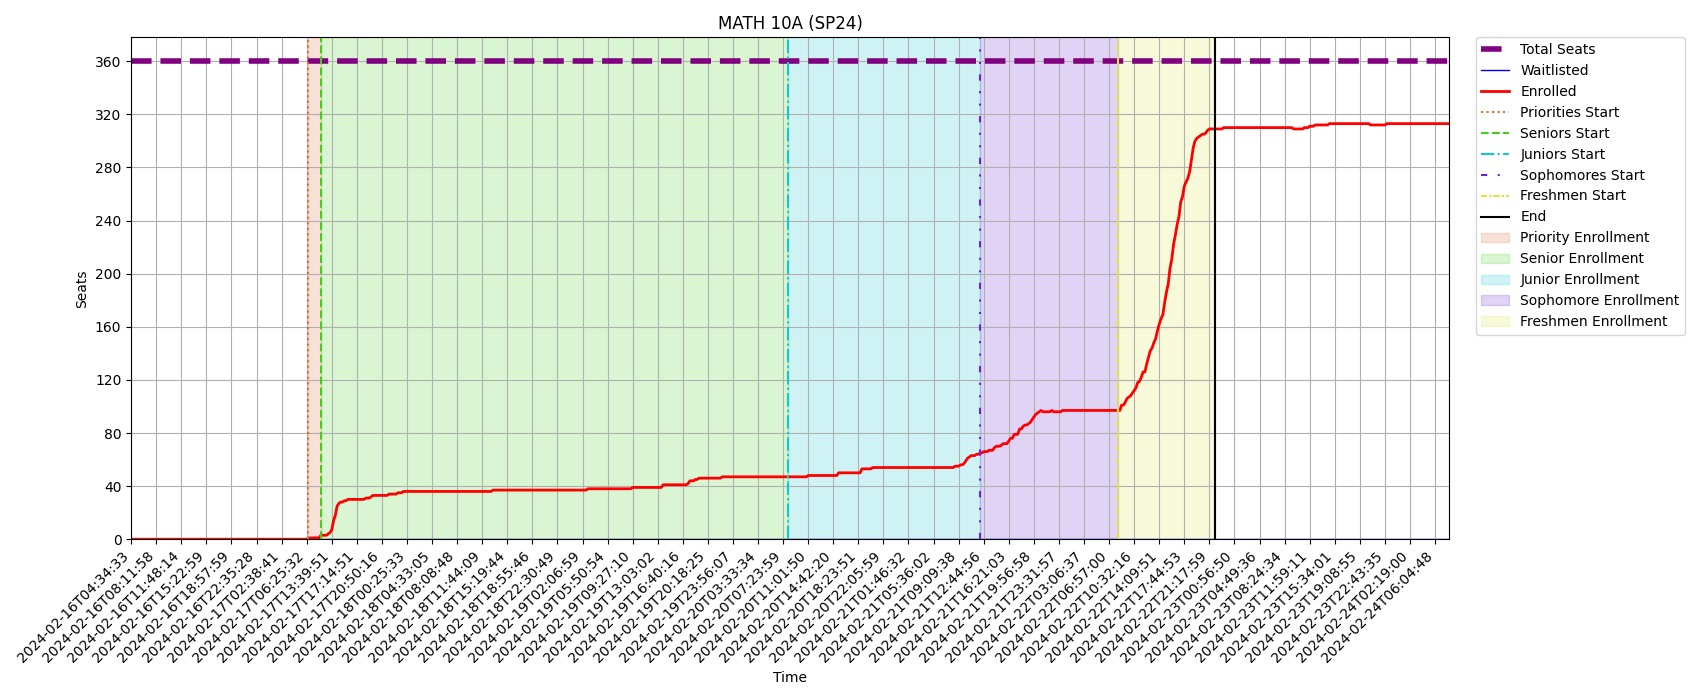 MATH 10A (SP24)
Seats
360
320
280
240
200
160
120
80
40
0
2024-02-16T04:34:33
2024-02-16T08:11:58
2024-02-16T11:48:14
2024-02-16T15:22:59
2024-02-16T18:57:59
2024-02-16T22:35:28
2024-02-17T02:38:41
2024-02-17T06:25:32
2024-02-17T13:39:51
2024-02-17T17:14:51
2024-02-17T20:50:16
2024-02-18T00:25:33
2024-02-18T04:33:05
2024-02-18T08:08:48
2024-02-18T11:44:09
2024-02-18T15:19:44
2024-02-18T18:55:46
2024-02-18T22:30:49
2024-02-19T02:06:59
2024-02-19T05:50:54
2024-02-19T09:27:10
2024-02-19T13:03:02
2024-02-19T16:40:16
2024-02-19T20:18:25
2024-02-19T23:56:07
2024-02-20T03:33:34
2024-02-20T07:23:59
2024-02-20T11:01:50
2024-02-20T14:42:20
2024-02-20T18:23:51
2024-02-20T22:05:59
2024-02-21T01:46:32
2024-02-21T05:36:02
2024-02-21T09:09:38
2024-02-21T12:44:56
2024-02-21T16:21:03
2024-02-21T19:56:58
2024-02-21T23:31:57
2024-02-22T03:06:37
2024-02-22T06:57:00
2024-02-22T10:32:16
2024-02-22T14:09:51
2024-02-22T17:44:53
2024-02-22T21:17:59
2024-02-23T00:56:50
2024-02-23T04:49:36
2024-02-23T08:24:34
2024-02-23T11:59:11
2024-02-23T15:34:01
2024-02-23T19:08:55
2024-02-23T22:43:35
2024-02-24T02:19:00
2024-02-24T06:04:48
Time
Total Seats
Waitlisted
Enrolled
Priorities Start
Seniors Start
Juniors Start
Sophomores Start
Freshmen Start
End
Priority Enrollment
Senior Enrollment
Junior Enrollment
Sophomore Enrollment
Freshmen Enrollment